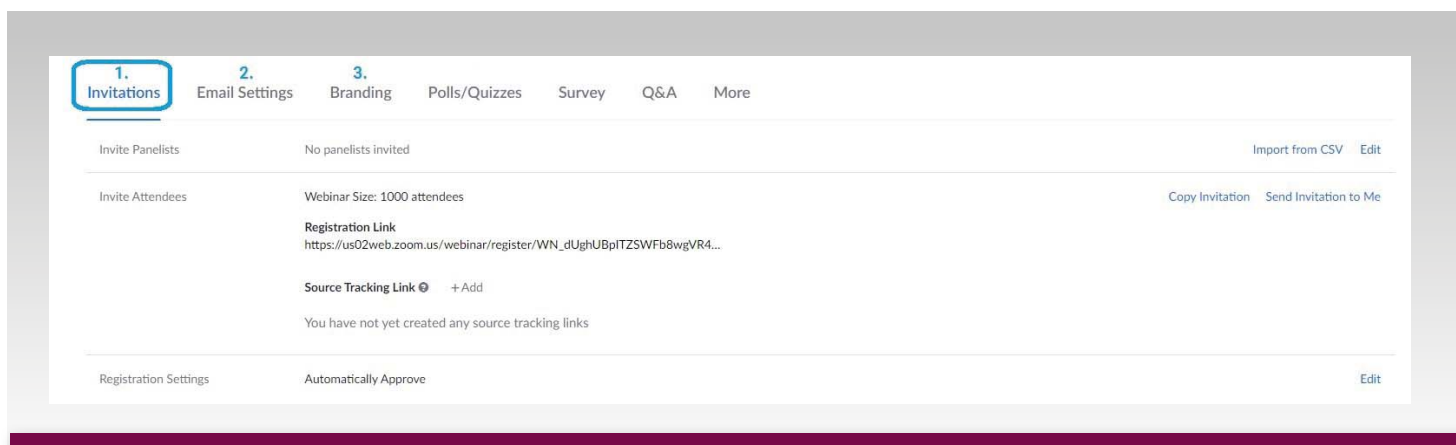 1. 2. 3.
Invitations Email Settings Branding Polls/Quizzes Survey Q&A More
Invite Panelists No panelists invited Import from CSV Edit
Invite Attendees Webinar Size: 1000 attendees Copy Invitation Send Invitation to Me
Registration Link
https://us02web.zoom.us/webinar/register/WN_dUghUBpITZSWFb8wgVR4...
Source Tracking Link ? +Add
You have not yet created any source tracking links
Registration Settings Automatically Approve Edit